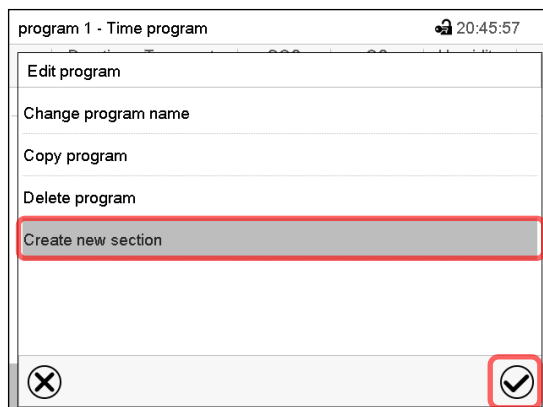 program 1 - Time program 20:45:57
Edit program
Change program name
Copy program
Delete program
Create new section